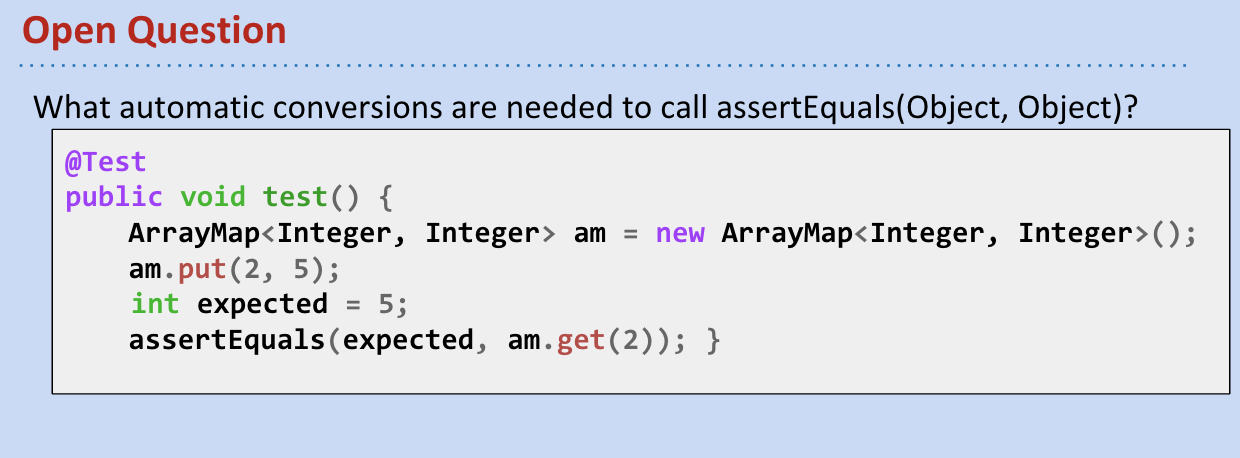 Open Question
What automatic conversions are needed to call assertEquals(Object, Object)?
@Test
public void test() {
    ArrayMap<Integer, Integer> am = new ArrayMap<Integer, Integer>();
    am.put(2, 5);
    int expected = 5;
    assertEquals(expected, am.get(2)); }